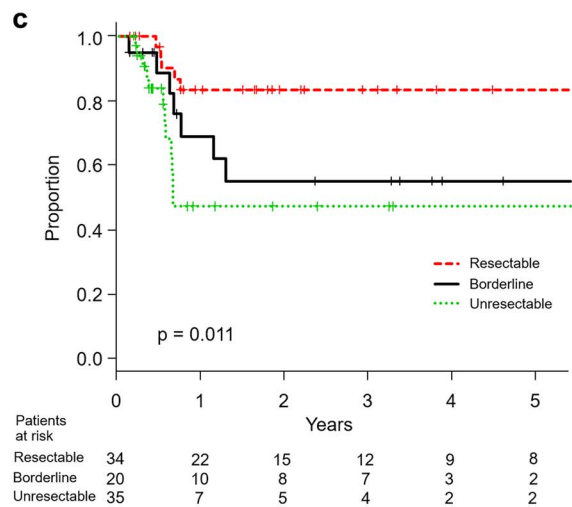 c
1.0
0.8
0.6
0.4
0.2
0.0
Proportion
Resectable
Borderline
Unresectable
p = 0.011
0 1 2 3 4 5
Years
Patients
at risk
Resectable 34 22 15 12 9 8
Borderline 20 10 8 7 3 2
Unresectable 35 7 5 4 2 2